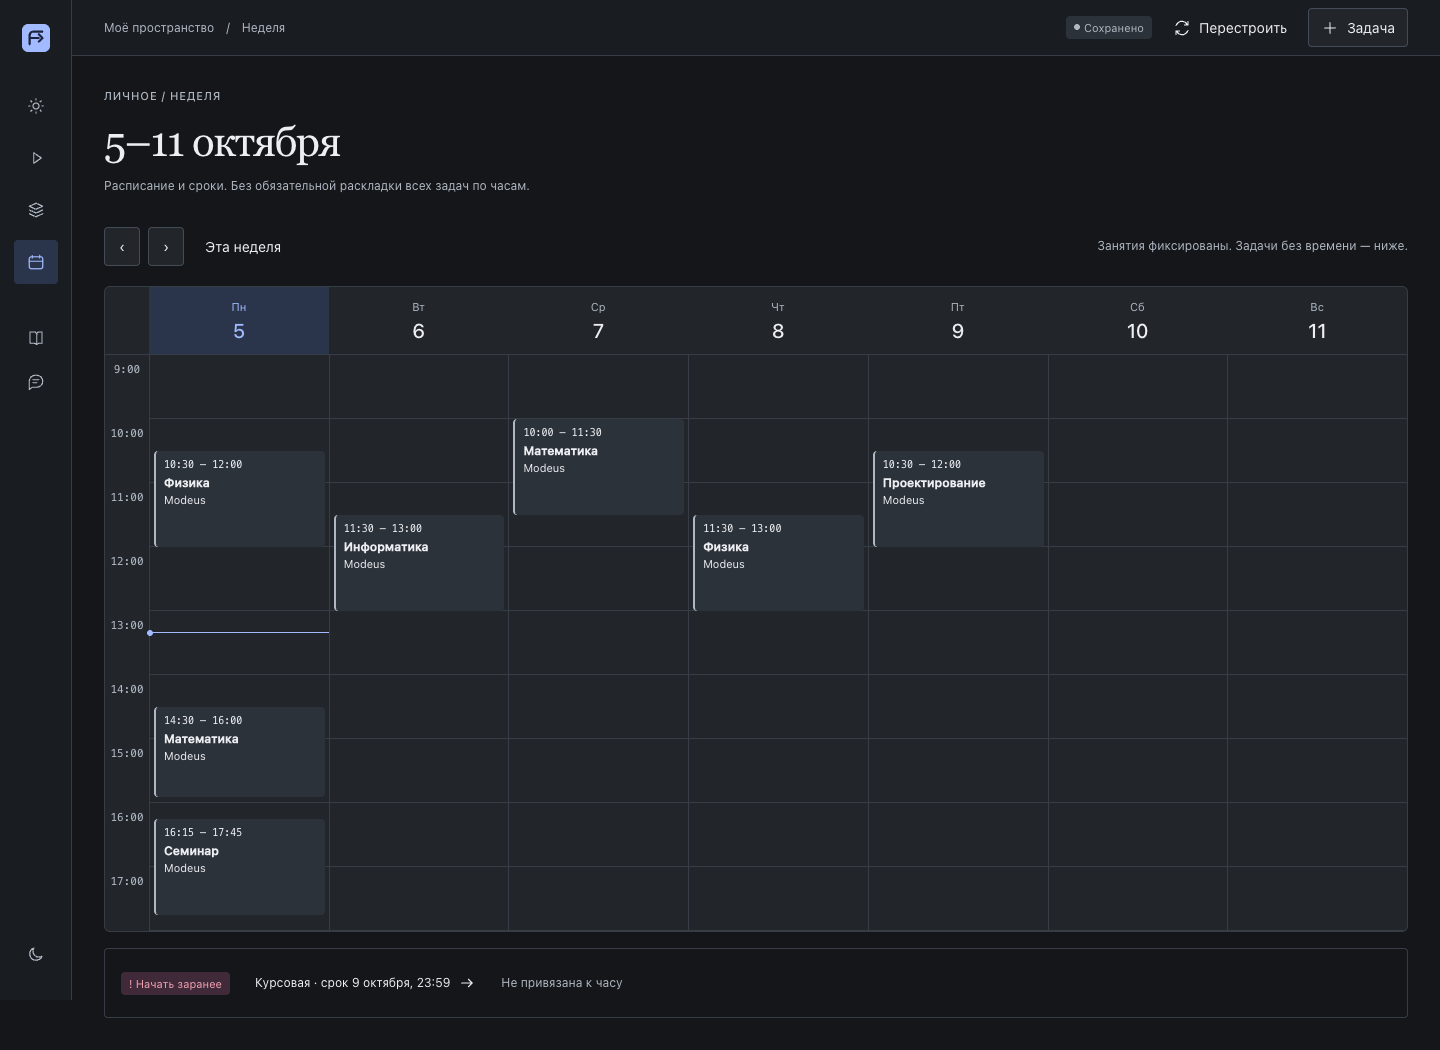 Моё пространство / Неделя
Сохранено
Перестроить
Задача
ЛИЧНОЕ / НЕДЕЛЯ
5–11 октября
Расписание и сроки. Без обязательной раскладки всех задач по часам.
‹ › Эта неделя
Занятия фиксированы. Задачи без времени — ниже.
Пн Вт Ср Чт Пт Сб Вс
5 6 7 8 9 10 11
9:00
10:00
10:00 – 11:30
Математика
Modeus
10:30 – 12:00
Физика
Modeus
10:30 – 12:00
Проектирование
Modeus
11:00
11:30 – 13:00
Информатика
Modeus
11:30 – 13:00
Физика
Modeus
12:00
13:00
14:00
14:30 – 16:00
Математика
Modeus
15:00
16:00
16:15 – 17:45
Семинар
Modeus
17:00
! Начать заранее
Курсовая · срок 9 октября, 23:59 →
Не привязана к часу